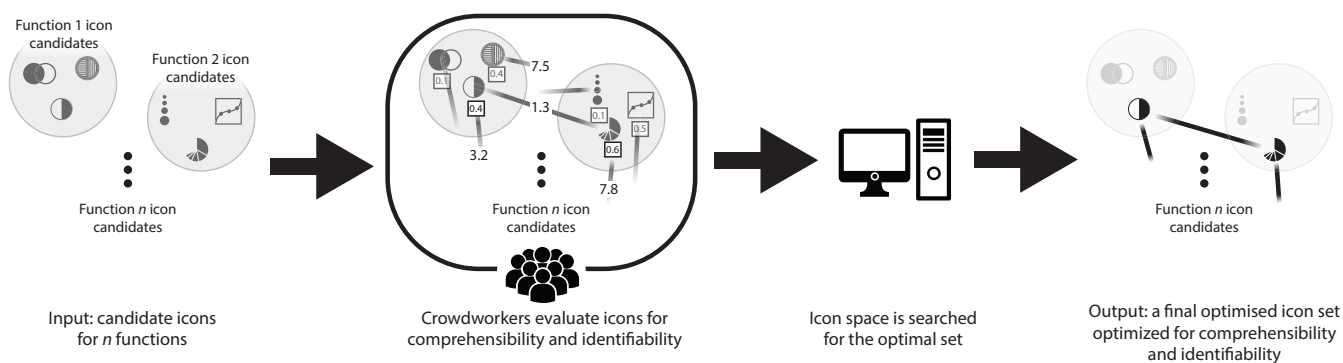 Function 1 icon
candidates
Function 2 icon
candidates
Function n icon
candidates
Input: candidate icons
for n functions
0.1
0.4
7.5
0.4
1.3
0.1
0.5
3.2
0.6
7.8
Function n icon
candidates
Crowdworkers evaluate icons for
comprehensibility and identifiability
Icon space is searched
for the optimal set
Function n icon
candidates
Output: a final optimised icon set
optimized for comprehensibility
and identifiability